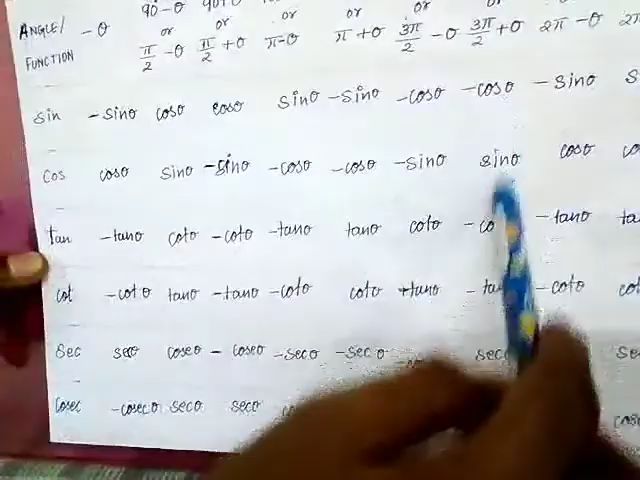 90-θ 90+θ
or or or or or or
ANGLE/ FUNCTION -θ π/2 -θ π/2 +θ π-θ π+θ 3π/2 -θ 3π/2 +θ 2π-θ
sin -sinθ cosθ cosθ sinθ -sinθ -cosθ -cosθ -sinθ
cos cosθ sinθ -sinθ -cosθ -cosθ -sinθ sinθ cosθ
tan -tanθ cotθ -cotθ -tanθ tanθ cotθ -tanθ
cot -cotθ tanθ -tanθ -cotθ cotθ +tanθ -cotθ
sec secθ cosecθ -cosecθ -secθ -secθ sec
cosec -cosecθ secθ secθ